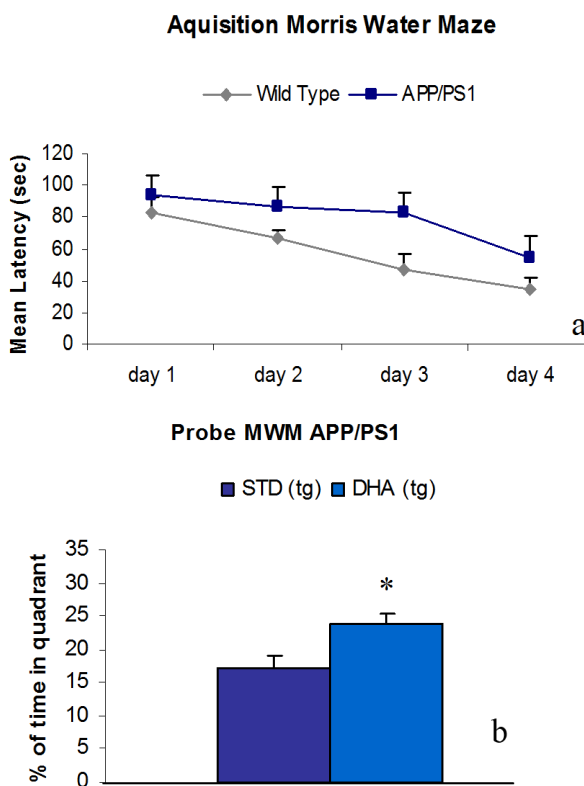 Aquisition Morris Water Maze
Wild Type APP/PS1
Mean Latency (sec)
120
100
80
60
40
20
0
day 1 day 2 day 3 day 4
a
Probe MWM APP/PS1
STD (tg) DHA (tg)
% of time in quadrant
35
30
25
20
15
10
5
0
*
b